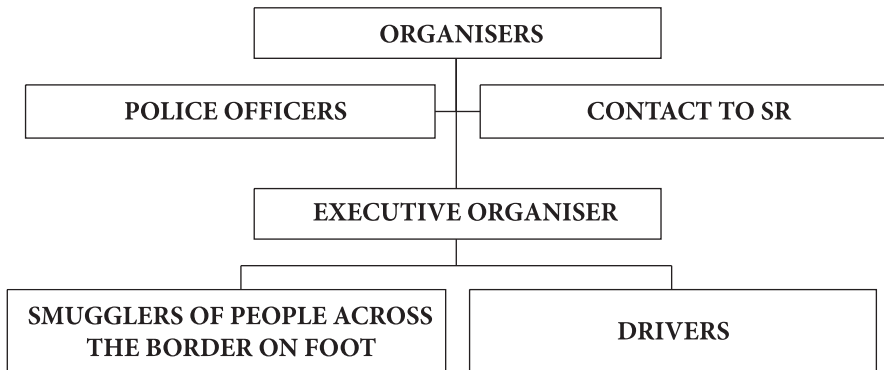 ORGANISERS
POLICE OFFICERS
CONTACT TO SR
EXECUTIVE ORGANISER
SMUGGLERS OF PEOPLE ACROSS
THE BORDER ON FOOT
DRIVERS